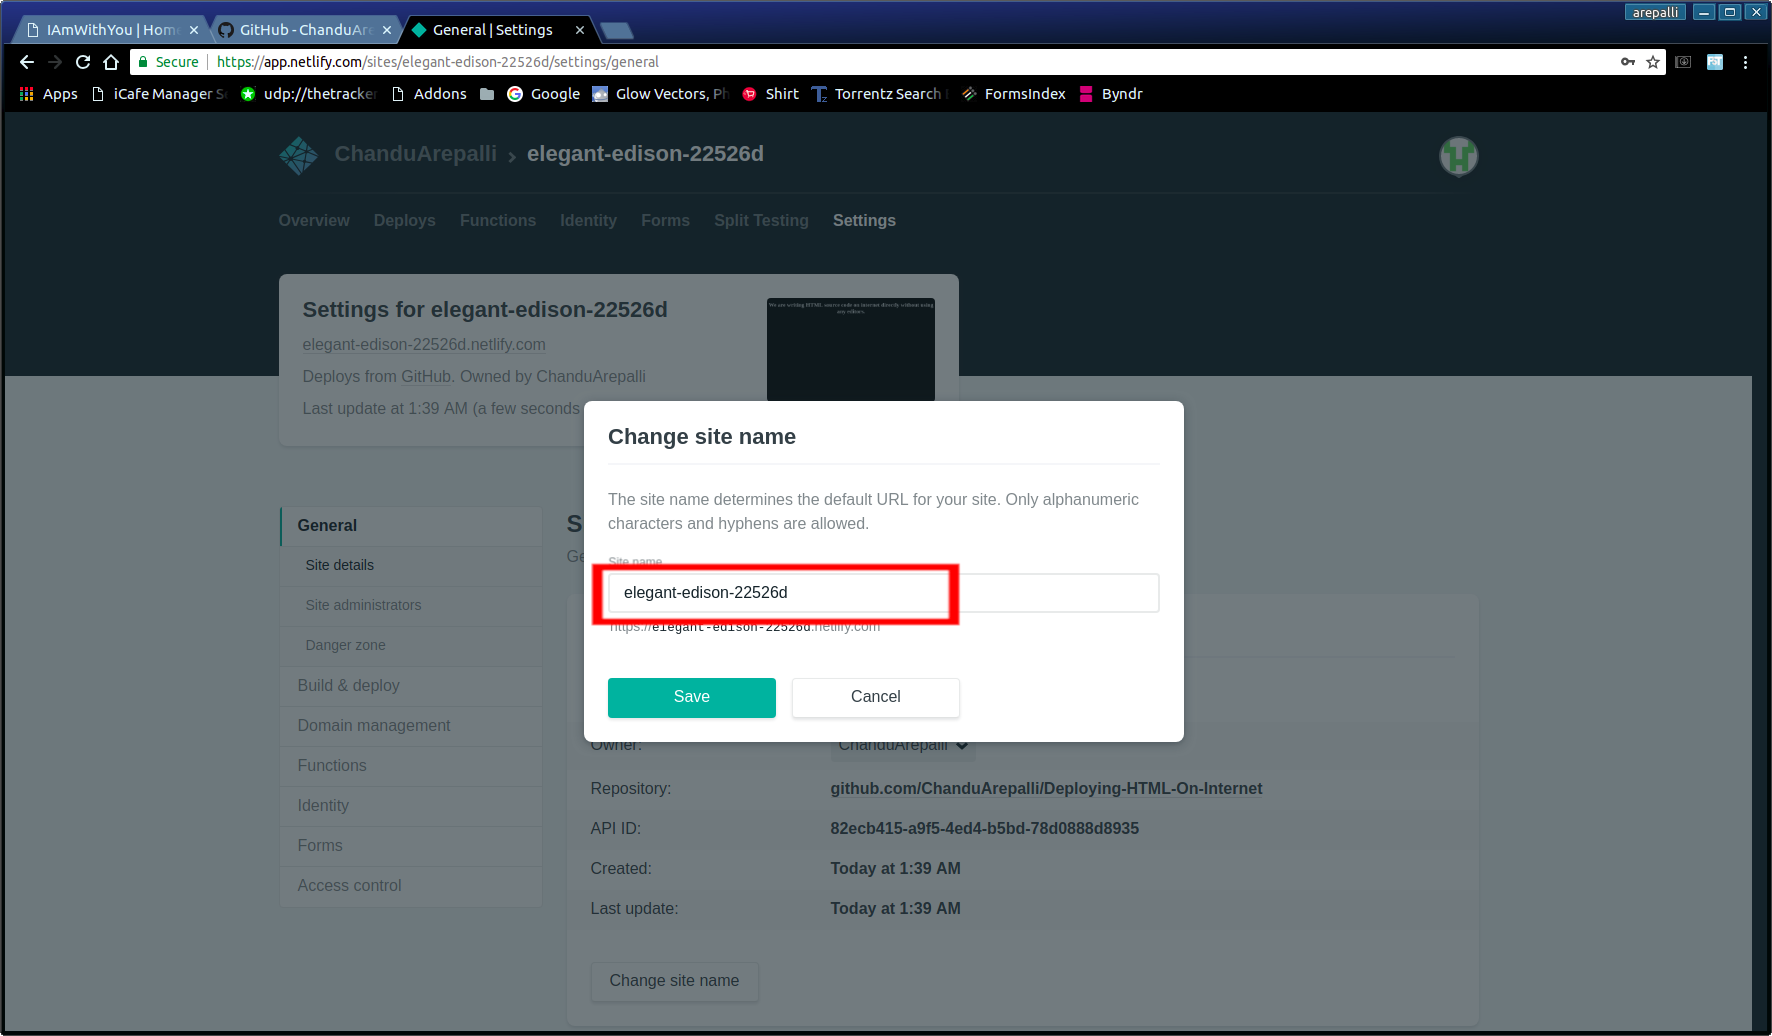 arepalli
IAmWithYou | Home
GitHub - ChanduAre
General | Settings
Secure
https://app.netlify.com/sites/elegant-edison-22526d/settings/general
Apps
iCafe Manager Se
udp://thetracker
Addons
Google
Glow Vectors, Ph
Shirt
Torrentz Search
FormsIndex
Byndr
ChanduArepalli
elegant-edison-22526d
Overview
Deploys
Functions
Identity
Forms
Split Testing
Settings
Settings for elegant-edison-22526d
elegant-edison-22526d.netlify.com
Deploys from GitHub. Owned by ChanduArepalli
Last update at 1:39 AM (a few seconds
We are writing HTML source code on internet directly without using
any editors.
Change site name
The site name determines the default URL for your site. Only alphanumeric
characters and hyphens are allowed.
Site name
elegant-edison-22526d
https://elegant-edison-22526d.netlify.com
Save
Cancel
General
Site details
Site administrators
Danger zone
Build & deploy
Domain management
Functions
Identity
Forms
Access control
S
Ge
Owner:
ChanduArepalli
Repository:
github.com/ChanduArepalli/Deploying-HTML-On-Internet
API ID:
82ecb415-a9f5-4ed4-b5bd-78d0888d8935
Created:
Today at 1:39 AM
Last update:
Today at 1:39 AM
Change site name